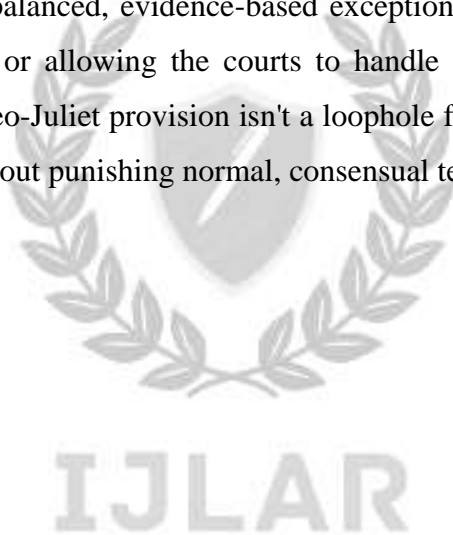 balanced, evidence-based exception
or allowing the courts to handle
eo-Juliet provision isn't a loophole f
out punishing normal, consensual te
IJLAR